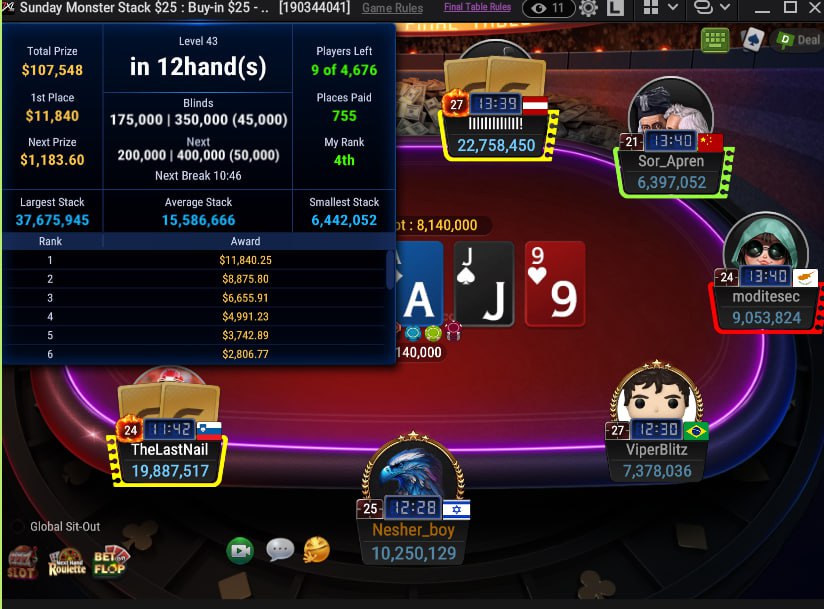 Sunday Monster Stack $25 : Buy-in $25 - .. [190344041] Game Rules Final Table Rules 11 L
Level 43
in 12hand(s)
Total Prize
$107,548
1st Place
$11,840
Next Prize
$1,183.60
Blinds
175,000 | 350,000 (45,000)
Next
200,000 | 400,000 (50,000)
Next Break 10:46
Players Left
9 of 4,676
Places Paid
755
My Rank
4th
Largest Stack
37,675,945
Average Stack
15,586,666
Smallest Stack
6,442,052
Rank Award
1 $11,840.25
2 $8,875.80
3 $6,655.91
4 $4,991.23
5 $3,742.89
6 $2,806.77
FINAL TABLE
D Deal
27 13:39
IIIIIIIIIIII!
22,758,450
21 13:40
Sor_Apren
6,397,052
24 13:40
moditesec
9,053,824
ot : 8,140,000
A
J
J
9
9
140,000
24 11:42
TheLastNail
19,887,517
27 12:30
ViperBlitz
7,378,036
25 12:28
Nesher_boy
10,250,129
Global Sit-Out
SLOT
Next Hand
Roulette
BET
FLOP